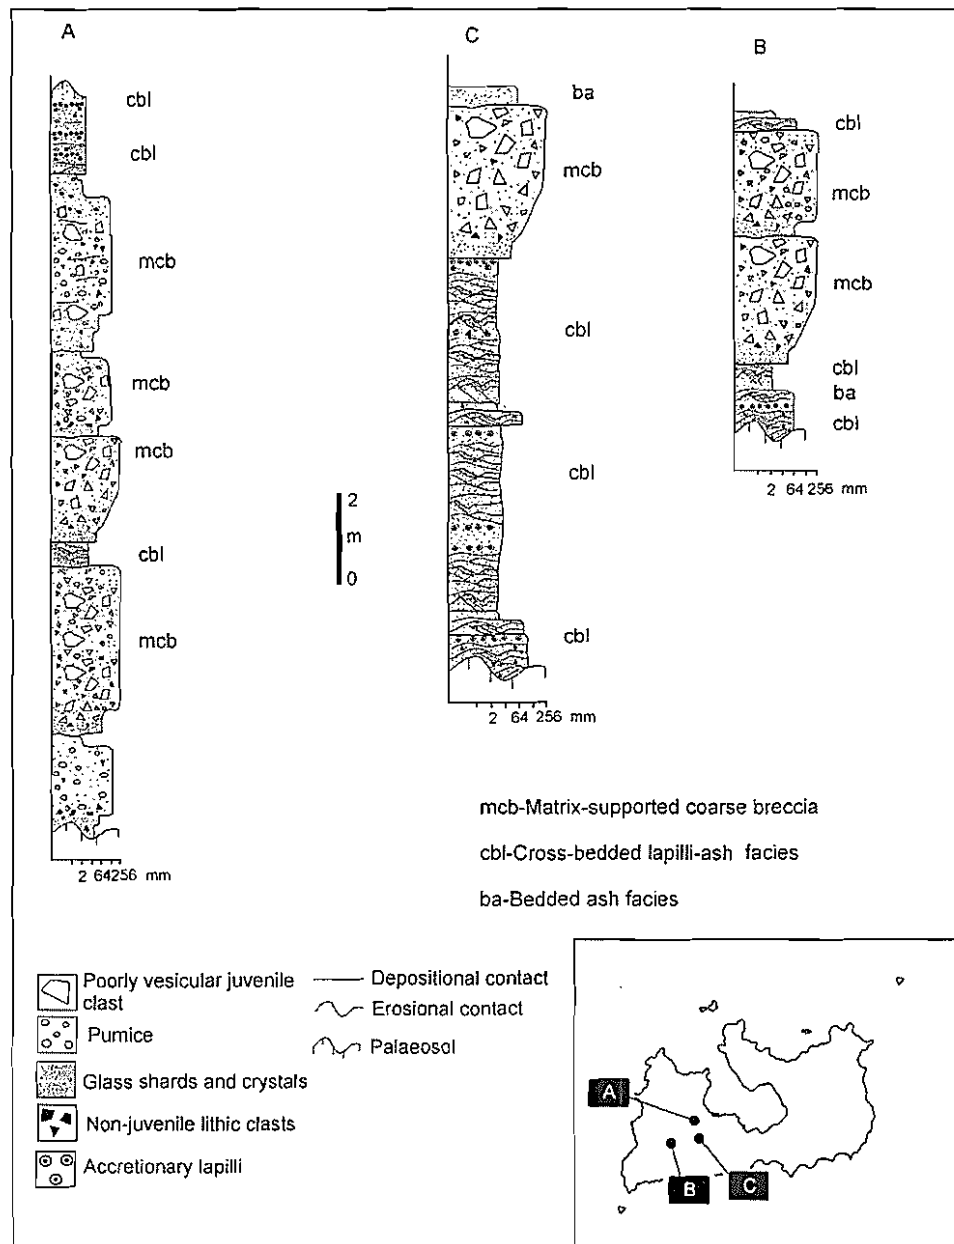 A
cbl
cbl
mcb
mcb
mcb
cbl
mcb
2 64256 mm
2
m
0
C
ba
mcb
cbl
cbl
cbl
2 64 256 mm
B
cbl
mcb
mcb
cbl
ba
cbl
2 64 256 mm
mcb-Matrix-supported coarse breccia
cbl-Cross-bedded lapilli-ash facies
ba-Bedded ash facies
Poorly vesicular juvenile
clast
Pumice
Glass shards and crystals
Non-juvenile lithic clasts
Accretionary lapilli
Depositional contact
Erosional contact
Palaeosol
A
B
C